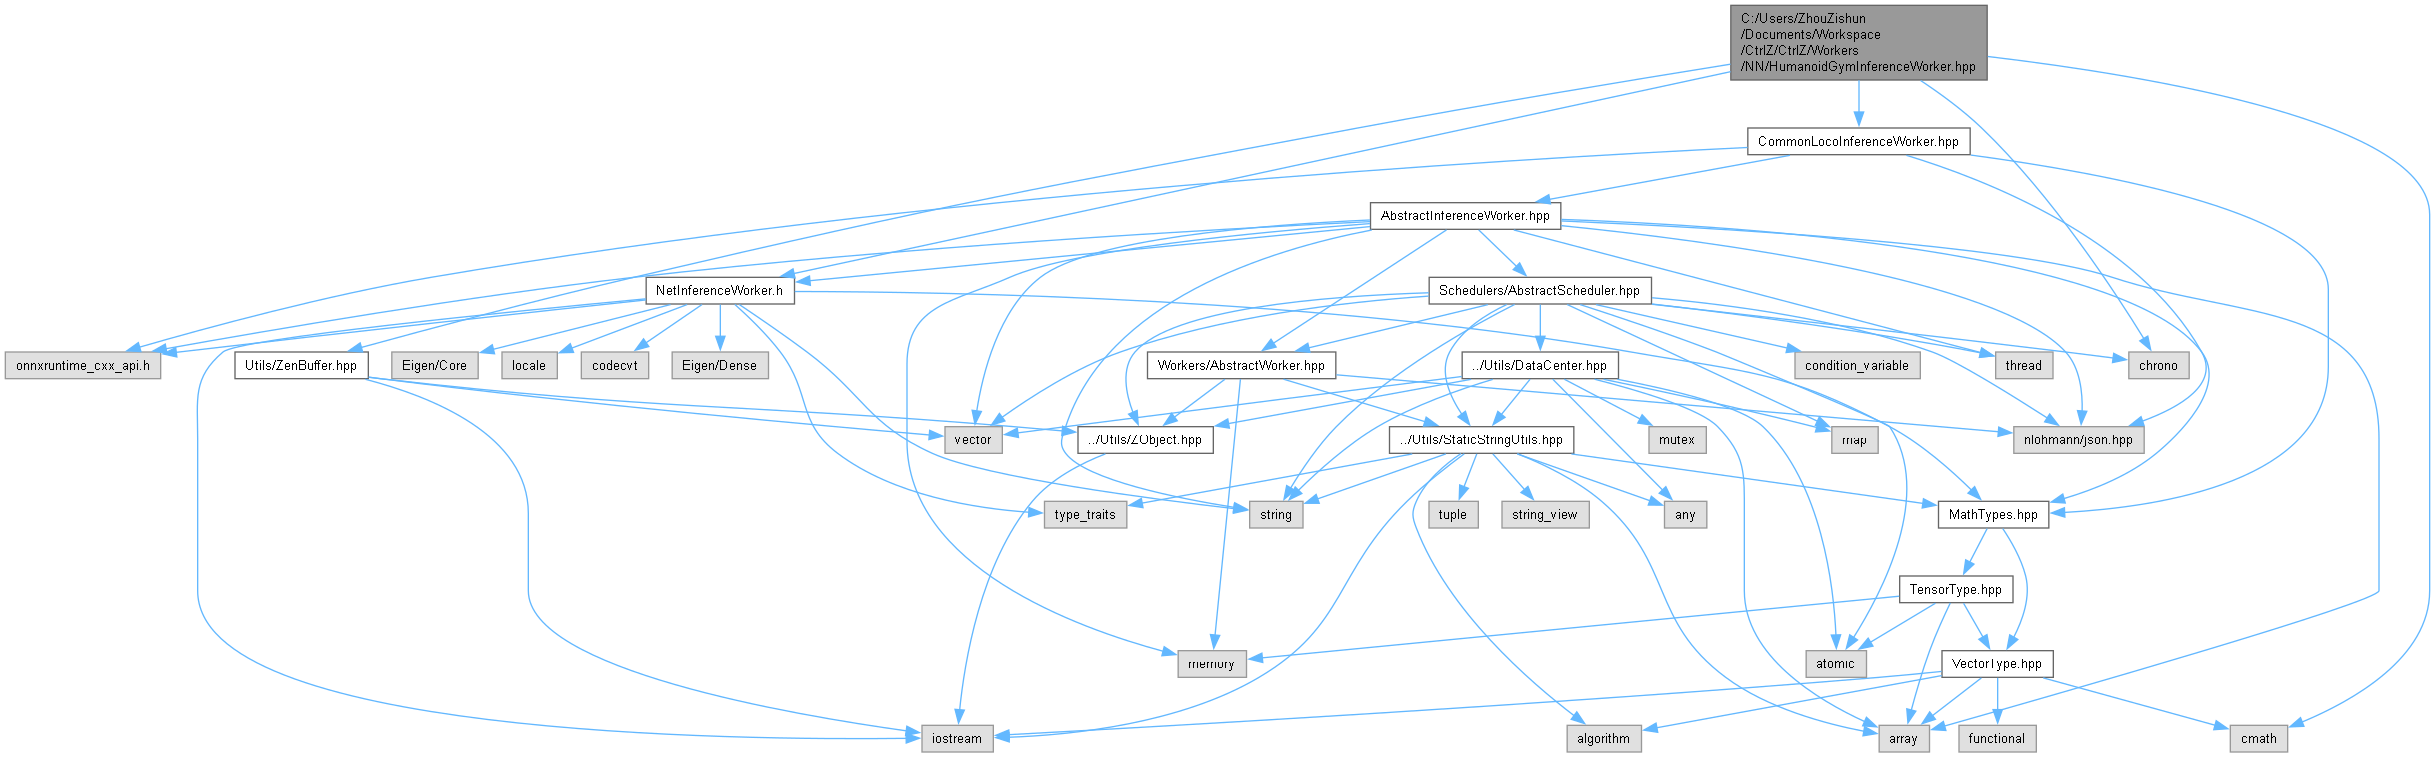 C:/Users/ZhouZishun
/Documents/Workspace
/CtrlZ/CtrlZ/Workers
/NN/HumanoidGymInferenceWorker.hpp
CommonLocoInferenceWorker.hpp
AbstractInferenceWorker.hpp
NetInferenceWorker.h
Schedulers/AbstractScheduler.hpp
onnxruntime_cxx_api.h
Utils/ZenBuffer.hpp
Eigen/Core
locale
codecvt
Eigen/Dense
Workers/AbstractWorker.hpp
../Utils/DataCenter.hpp
condition_variable
thread
chrono
vector
../Utils/ZObject.hpp
../Utils/StaticStringUtils.hpp
mutex
map
nlohmann/json.hpp
type_traits
string
tuple
string_view
any
MathTypes.hpp
TensorType.hpp
memory
atomic
VectorType.hpp
iostream
algorithm
array
functional
cmath